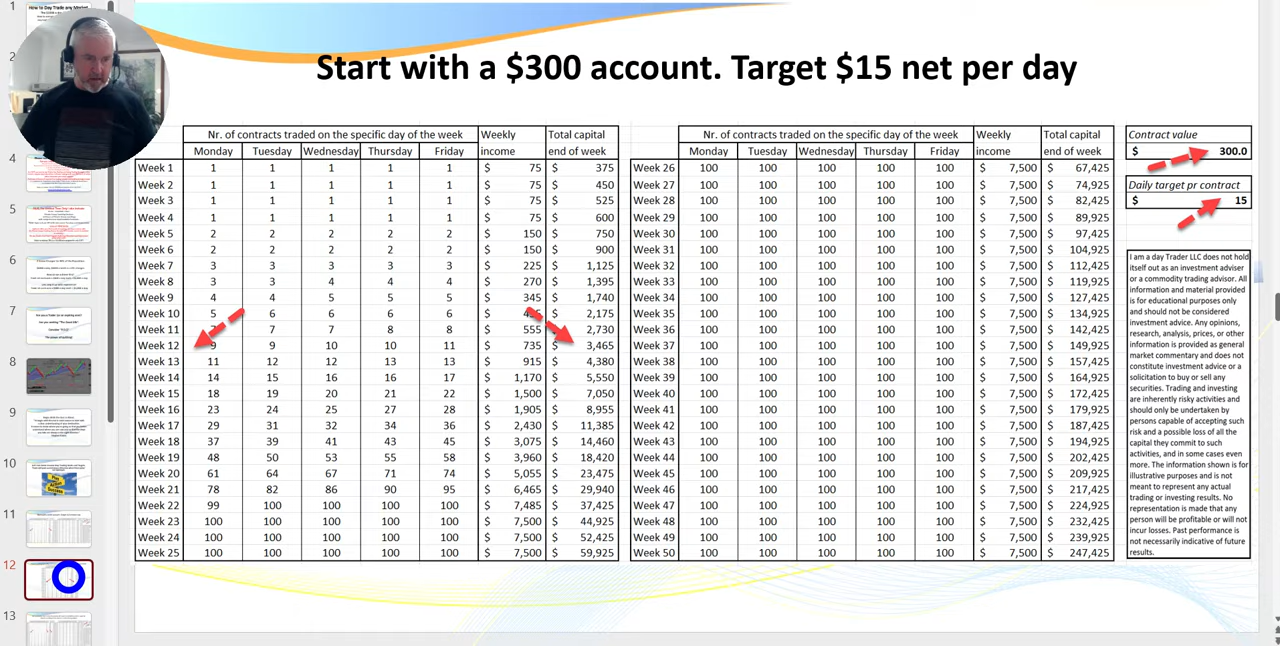 How to Day Trade any Market
Start with a $300 account. Target $15 net per day
Nr. of contracts traded on the specific day of the week Weekly Total capital
Monday Tuesday Wednesday Thursday Friday income end of week
Week 1 1 1 1 1 1 $ 75 $ 375
Week 2 1 1 1 1 1 $ 75 $ 450
Week 3 1 1 1 1 1 $ 75 $ 525
Week 4 1 1 1 1 1 $ 75 $ 600
Week 5 2 2 2 2 2 $ 150 $ 750
Week 6 2 2 2 2 2 $ 150 $ 900
Week 7 3 3 3 3 3 $ 225 $ 1,125
Week 8 3 3 4 4 4 $ 270 $ 1,395
Week 9 4 4 5 5 5 $ 345 $ 1,740
Week 10 5 6 6 6 6 $ $ 2,175
Week 11 7 7 8 8 $ 555 $ 2,730
Week 12 9 9 10 10 11 $ 735 $ 3,465
Week 13 11 12 12 13 13 $ 915 $ 4,380
Week 14 14 15 16 16 17 $ 1,170 $ 5,550
Week 15 18 19 20 21 22 $ 1,500 $ 7,050
Week 16 23 24 25 27 28 $ 1,905 $ 8,955
Week 17 29 31 32 34 36 $ 2,430 $ 11,385
Week 18 37 39 41 43 45 $ 3,075 $ 14,460
Week 19 48 50 53 55 58 $ 3,960 $ 18,420
Week 20 61 64 67 71 74 $ 5,055 $ 23,475
Week 21 78 82 86 90 $ 6,465 $ 29,940
Week 22 99 100 100 100 100 $ 7,485 $ 37,425
Week 23 100 100 100 100 100 $ 7,500 $ 44,925
Week 24 100 100 100 100 100 $ 7,500 $ 52,425
Week 25 100 100 100 100 100 $ 7,500 $ 59,925
Nr. of contracts traded on the specific day of the week Weekly Total capital
Monday Tuesday Wednesday Thursday Friday income end of week
Week 26 100 100 100 100 100 $ 7,500 $ 67,425
Week 27 100 100 100 100 100 $ 7,500 $ 74,925
Week 28 100 100 100 100 100 $ 7,500 $ 82,425
Week 29 100 100 100 100 100 $ 7,500 $ 89,925
Week 30 100 100 100 100 100 $ 7,500 $ 97,425
Week 31 100 100 100 100 100 $ 7,500 $ 104,925
Week 32 100 100 100 100 100 $ 7,500 $ 112,425
Week 33 100 100 100 100 100 $ 7,500 $ 119,925
Week 34 100 100 100 100 100 $ 7,500 $ 127,425
Week 35 100 100 100 100 100 $ 7,500 $ 134,925
Week 36 100 100 100 100 100 $ 7,500 $ 142,425
Week 37 100 100 100 100 100 $ 7,500 $ 149,925
Week 38 100 100 100 100 100 $ 7,500 $ 157,425
Week 39 100 100 100 100 100 $ 7,500 $ 164,925
Week 40 100 100 100 100 100 $ 7,500 $ 172,425
Week 41 100 100 100 100 100 $ 7,500 $ 179,925
Week 42 100 100 100 100 100 $ 7,500 $ 187,425
Week 43 100 100 100 100 100 $ 7,500 $ 194,925
Week 44 100 100 100 100 100 $ 7,500 $ 202,425
Week 45 100 100 100 100 100 $ 7,500 $ 209,925
Week 46 100 100 100 100 100 $ 7,500 $ 217,425
Week 47 100 100 100 100 100 $ 7,500 $ 224,925
Week 48 100 100 100 100 100 $ 7,500 $ 232,425
Week 49 100 100 100 100 100 $ 7,500 $ 239,925
Week 50 100 100 100 100 100 $ 7,500 $ 247,425
Contract value
$ 300.0
Daily target pr contract
$ 15
I am a day Trader LLC does not hold
itself out as an investment adviser
or a commodity trading advisor. All
information and material provided
is for educational purposes only
and should not be considered
investment advice. Any opinions,
research, analysis, prices, or other
information is provided as general
market commentary and does not
constitute investment advice or a
solicitation to buy or sell any
securities. Trading and investing
are inherently risky activities and
should only be undertaken by
persons capable of accepting such
risk and a possible loss of all the
capital they commit to such
activities, and in some cases even
more. The information shown is for
illustrative purposes and is not
meant to represent any actual
trading or investing results. No
representation is made that any
person will be profitable or will not
incur losses. Past performance is
not necessarily indicative of future
results.
1
2
4
5
6
7
8
9
10
11
12
13